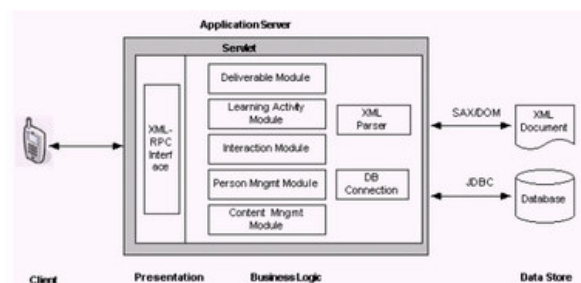 Application Server
Servlet
Deliverable Module
Learning Activity
Module
Interaction Module
Person Mngmt Module
Content Mngmt
Module
XML-
RPC
Interf
ace
XML
Parser
DB
Connection
SAX/DOM
JDBC
XML
Document
Database
Client
Presentation
Business Logic
Data Store